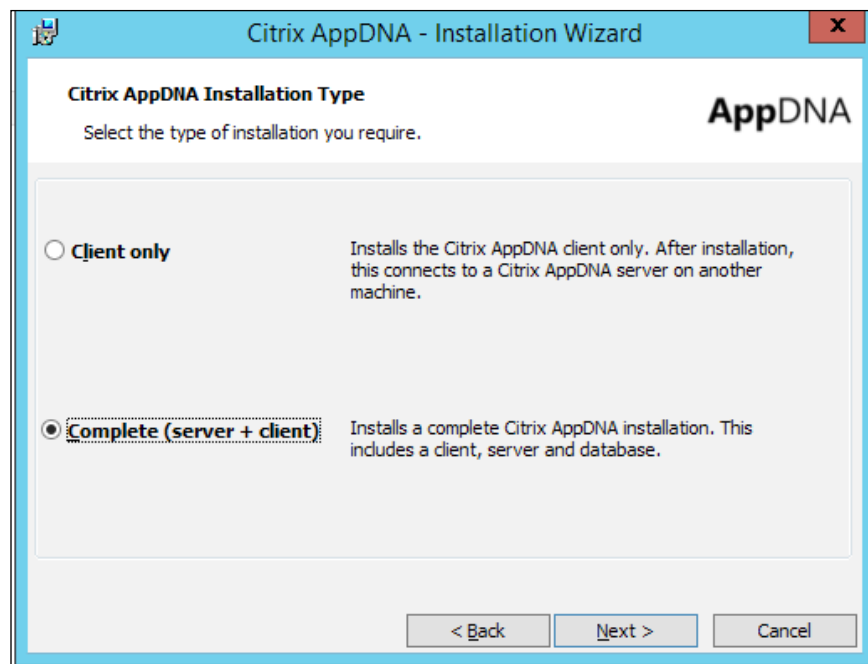 Citrix AppDNA - Installation Wizard
x
Citrix AppDNA Installation Type
Select the type of installation you require.
AppDNA
Client only
Installs the Citrix AppDNA client only. After installation,
this connects to a Citrix AppDNA server on another
machine.
Complete (server + client)
Installs a complete Citrix AppDNA installation. This
includes a client, server and database.
< Back
Next >
Cancel